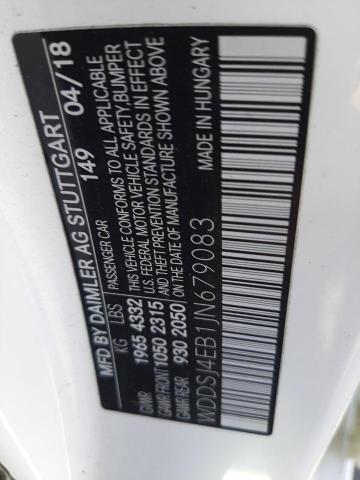 MFD BY DAIMLER AG STUTTGART
149 04/18
KG LBS PASSENGER CAR
GVWR 1965 4332 THIS VEHICLE CONFORMS TO ALL APPLICABLE
GAWR FRONT 1050 2315 U.S. FEDERAL MOTOR VEHICLE SAFETY, BUMPER
GAWR REAR 930 2050 AND THEFT PREVENTION STANDARDS IN EFFECT
ON THE DATE OF MANUFACTURE SHOWN ABOVE
WDDSJ4EB1JN679083
MADE IN HUNGARY